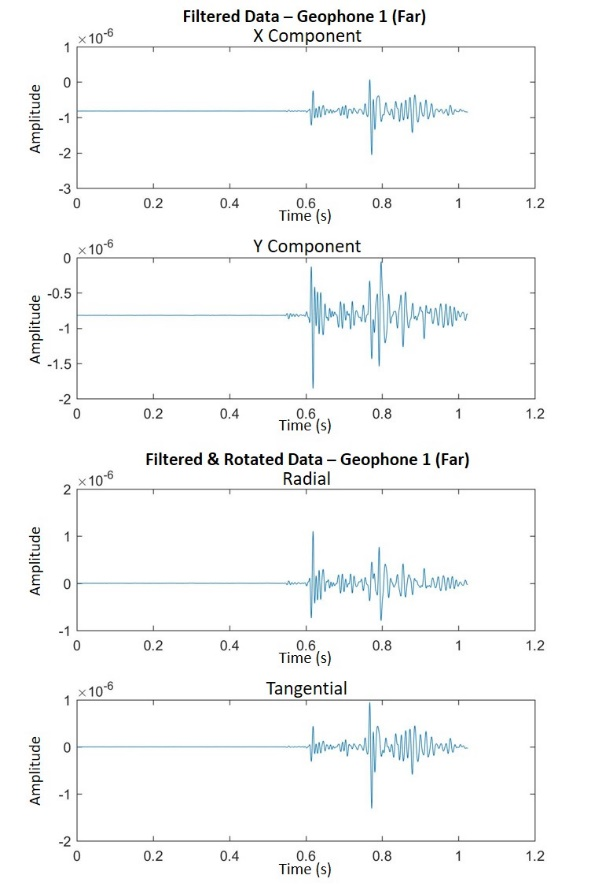 Filtered Data – Geophone 1 (Far)
X Component
×10⁻⁶
1
0
-1
-2
-3
Amplitude
0 0.2 0.4 0.6 0.8 1 1.2
Time (s)
Y Component
×10⁻⁶
0
-0.5
-1
-1.5
-2
Amplitude
0 0.2 0.4 0.6 0.8 1 1.2
Time (s)
Filtered & Rotated Data – Geophone 1 (Far)
Radial
×10⁻⁶
2
1
0
-1
Amplitude
0 0.2 0.4 0.6 0.8 1 1.2
Time (s)
Tangential
×10⁻⁶
1
0
-1
-2
Amplitude
0 0.2 0.4 0.6 0.8 1 1.2
Time (s)